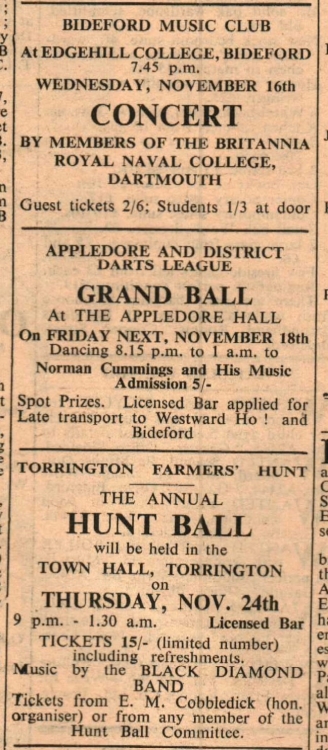 BIDEFORD MUSIC CLUB
At EDGEHILL COLLEGE, BIDEFORD
7.45 p.m.
WEDNESDAY, NOVEMBER 16th
CONCERT
BY MEMBERS OF THE BRITANNIA
ROYAL NAVAL COLLEGE,
DARTMOUTH
Guest tickets 2/6; Students 1/3 at door
APPLEDORE AND DISTRICT
DARTS LEAGUE
GRAND BALL
At THE APPLEDORE HALL
On FRIDAY NEXT, NOVEMBER 18th
Dancing 8.15 p.m. to 1 a.m. to
Norman Cummings and His Music
Admission 5/-
Spot Prizes. Licensed Bar applied for
Late transport to Westward Ho ! and
Bideford
TORRINGTON FARMERS' HUNT
THE ANNUAL
HUNT BALL
will be held in the
TOWN HALL, TORRINGTON
on
THURSDAY, NOV. 24th
9 p.m. - 1.30 a.m. Licensed Bar
TICKETS 15/- (limited number)
including refreshments.
Music by the BLACK DIAMOND
BAND
Tickets from E. M. Cobbledick (hon.
organiser) or from any member of the
Hunt Ball Committee.